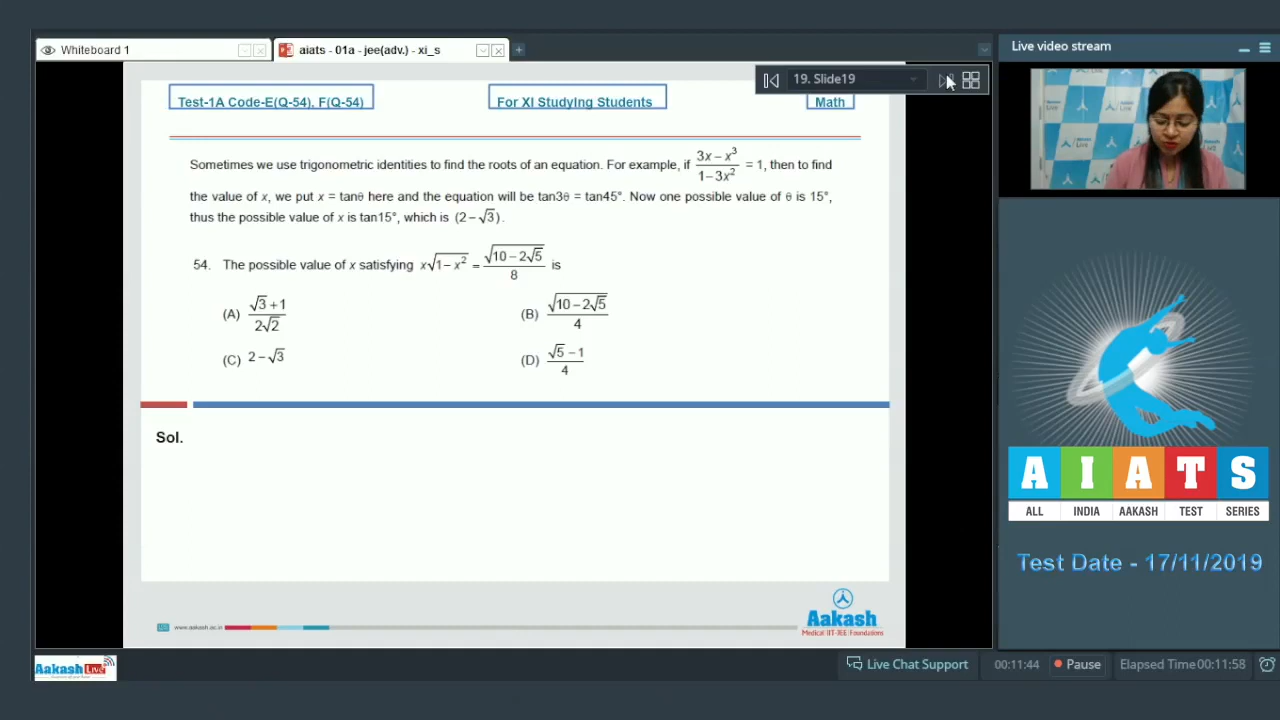 Whiteboard 1
aiats - 01a - jee(adv.) - xi_s
Live video stream
19. Slide19
Test-1A Code-E(Q-54), F(Q-54)
For XI Studying Students
Math
Sometimes we use trigonometric identities to find the roots of an equation. For example, if (3x – x³)/(1 – 3x²) = 1, then to find
the value of x, we put x = tanθ here and the equation will be tan3θ = tan45°. Now one possible value of θ is 15°,
thus the possible value of x is tan15°, which is (2 – √3).
54. The possible value of x satisfying x√(1 – x²) = √(10 – 2√5)/8 is
(A) (√3 + 1)/(2√2)
(B) √(10 – 2√5)/4
(C) 2 – √3
(D) (√5 – 1)/4
Sol.
www.aakash.ac.in
Aakash
Medical | IIT-JEE | Foundations
A I A T S
ALL INDIA AAKASH TEST SERIES
Test Date - 17/11/2019
Aakash Live
Live Chat Support
00:11:44
Pause
Elapsed Time 00:11:58